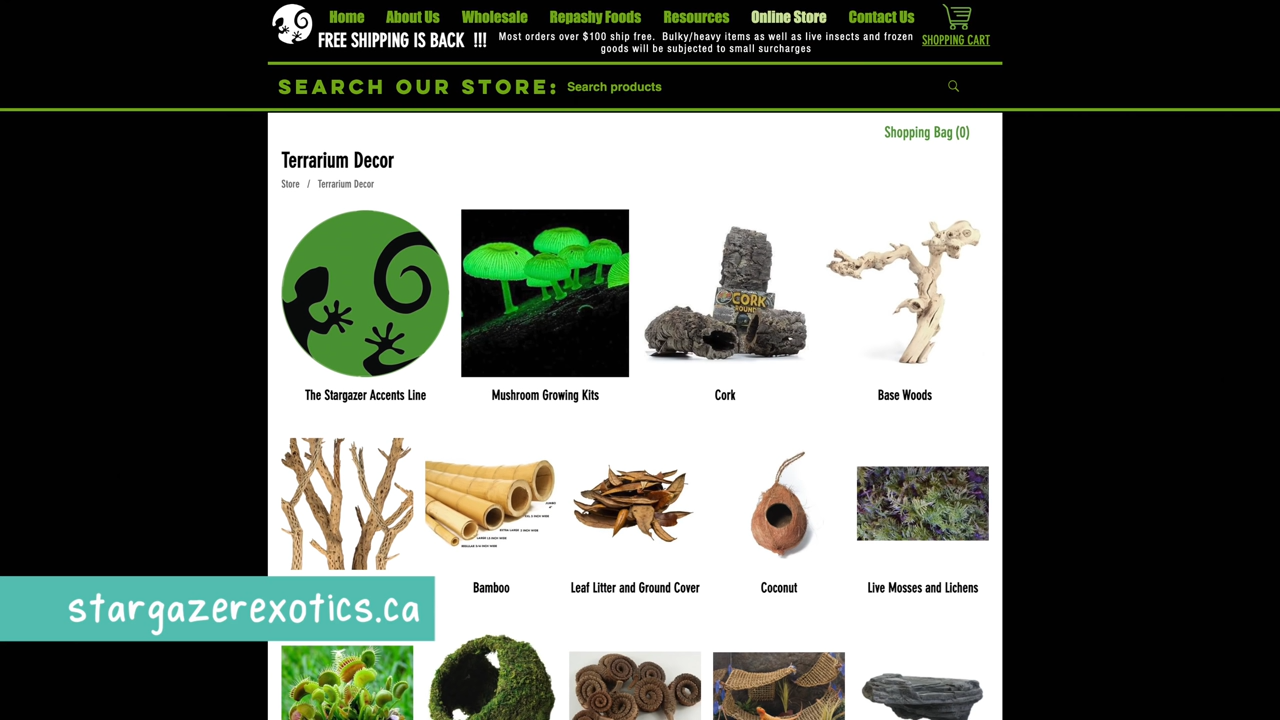 Home About Us Wholesale Repashy Foods Resources Online Store Contact Us
FREE SHIPPING IS BACK !!!
Most orders over $100 ship free. Bulky/heavy items as well as live insects and frozen
goods will be subjected to small surcharges
SHOPPING CART
SEARCH OUR STORE: Search products
Shopping Bag (0)
Terrarium Decor
Store / Terrarium Decor
CORK
ROUND
The Stargazer Accents Line Mushroom Growing Kits Cork Base Woods
Bamboo Leaf Litter and Ground Cover Coconut Live Mosses and Lichens
stargazerexotics.ca